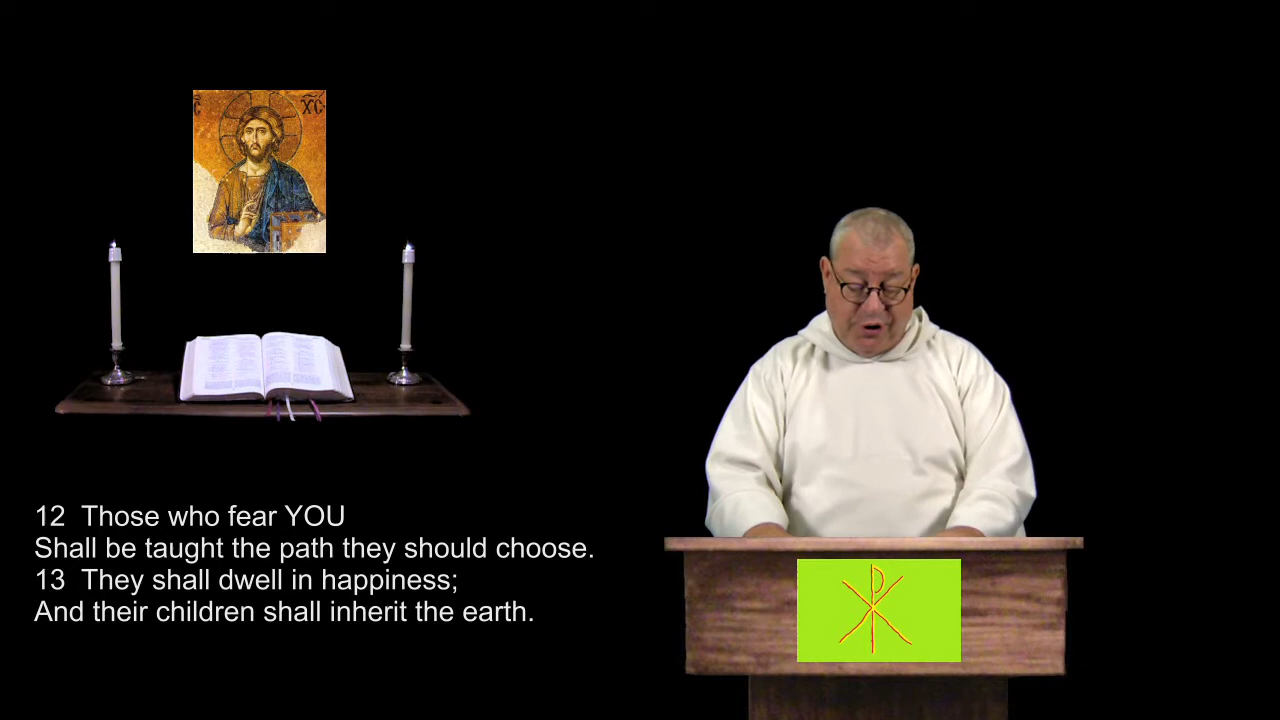 ΧC
12 Those who fear YOU
Shall be taught the path they should choose.
13 They shall dwell in happiness;
And their children shall inherit the earth.